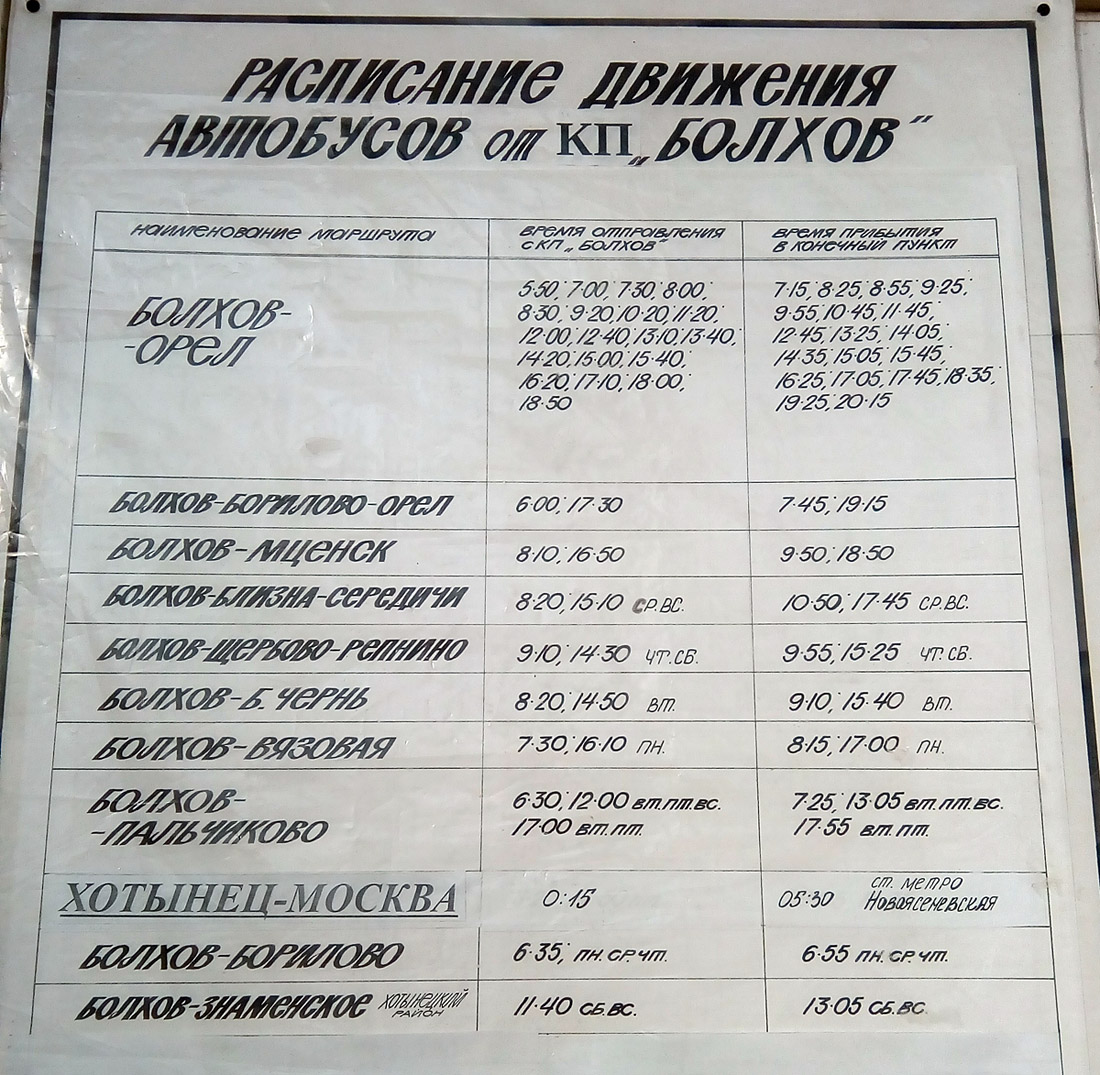 РАСПИСАНИЕ ДВИЖЕНИЯ
АВТОБУСОВ от КП „БОЛХОВ”
НАИМЕНОВАНИЕ МАРШРУТА
ВРЕМЯ ОТПРАВЛЕНИЯ
С КП „БОЛХОВ”
ВРЕМЯ ПРИБЫТИЯ
В КОНЕЧНЫЙ ПУНКТ
БОЛХОВ-
-ОРЕЛ
5·50; 7·00; 7·30; 8·00;
8·30; 9·20; 10·20; 11·20;
12·00; 12·40; 13·10; 13·40;
14·20; 15·00; 15·40;
16·20; 17·10; 18·00;
18·50
7·15; 8·25; 8·55; 9·25;
9·55; 10·45; 11·45;
12·45; 13·25; 14·05;
14·35; 15·05; 15·45;
16·25; 17·05; 17·45; 18·35;
19·25; 20·15
БОЛХОВ-БОРИЛОВО-ОРЕЛ 6·00; 17·30 7·45; 19·15
БОЛХОВ-МЦЕНСК 8·10; 16·50 9·50; 18·50
БОЛХОВ-БЛИЗНА-СЕРЕДИЧИ 8·20; 15·10 СР.ВС. 10·50; 17·45 СР.ВС.
БОЛХОВ-ЩЕРБОВО-РЕПНИНО 9·10; 14·30 ЧТ.СБ. 9·55; 15·25 ЧТ.СБ.
БОЛХОВ-Б. ЧЕРНЬ 8·20; 14·50 ВТ. 9·10; 15·40 ВТ.
БОЛХОВ-ВЯЗОВАЯ 7·30; 16·10 ПН. 8·15; 17·00 ПН.
БОЛХОВ-
-ПАЛЬЧИКОВО
6·30; 12·00 ВТ.ПТ.ВС.
17·00 ВТ.ПТ.
7·25; 13·05 ВТ.ПТ.ВС.
17·55 ВТ.ПТ.
ХОТЫНЕЦ-МОСКВА 0:15 05:30 СТ. МЕТРО
НОВОЯСЕНЕВСКАЯ
БОЛХОВ-БОРИЛОВО 6·35; ПН.СР.ЧТ. 6·55 ПН.СР.ЧТ.
БОЛХОВ-ЗНАМЕНСКОЕ ХОТЫНЕЦКИЙ
РАЙОН
11·40 СБ.ВС. 13·05 СБ.ВС.